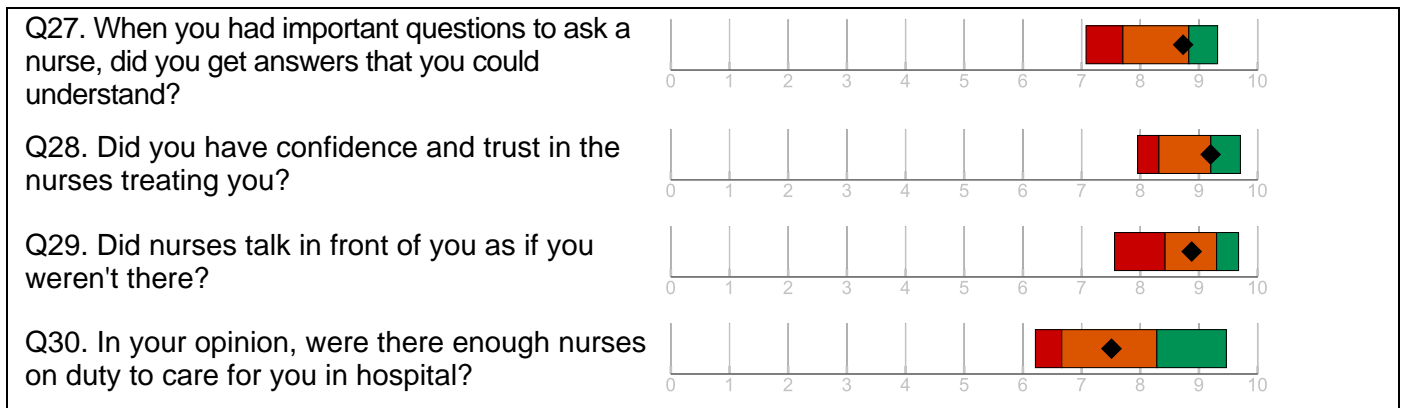 Q27. When you had important questions to ask a
nurse, did you get answers that you could
understand?
0 1 2 3 4 5 6 7 8 9 10
Q28. Did you have confidence and trust in the
nurses treating you?
0 1 2 3 4 5 6 7 8 9 10
Q29. Did nurses talk in front of you as if you
weren't there?
0 1 2 3 4 5 6 7 8 9 10
Q30. In your opinion, were there enough nurses
on duty to care for you in hospital?
0 1 2 3 4 5 6 7 8 9 10